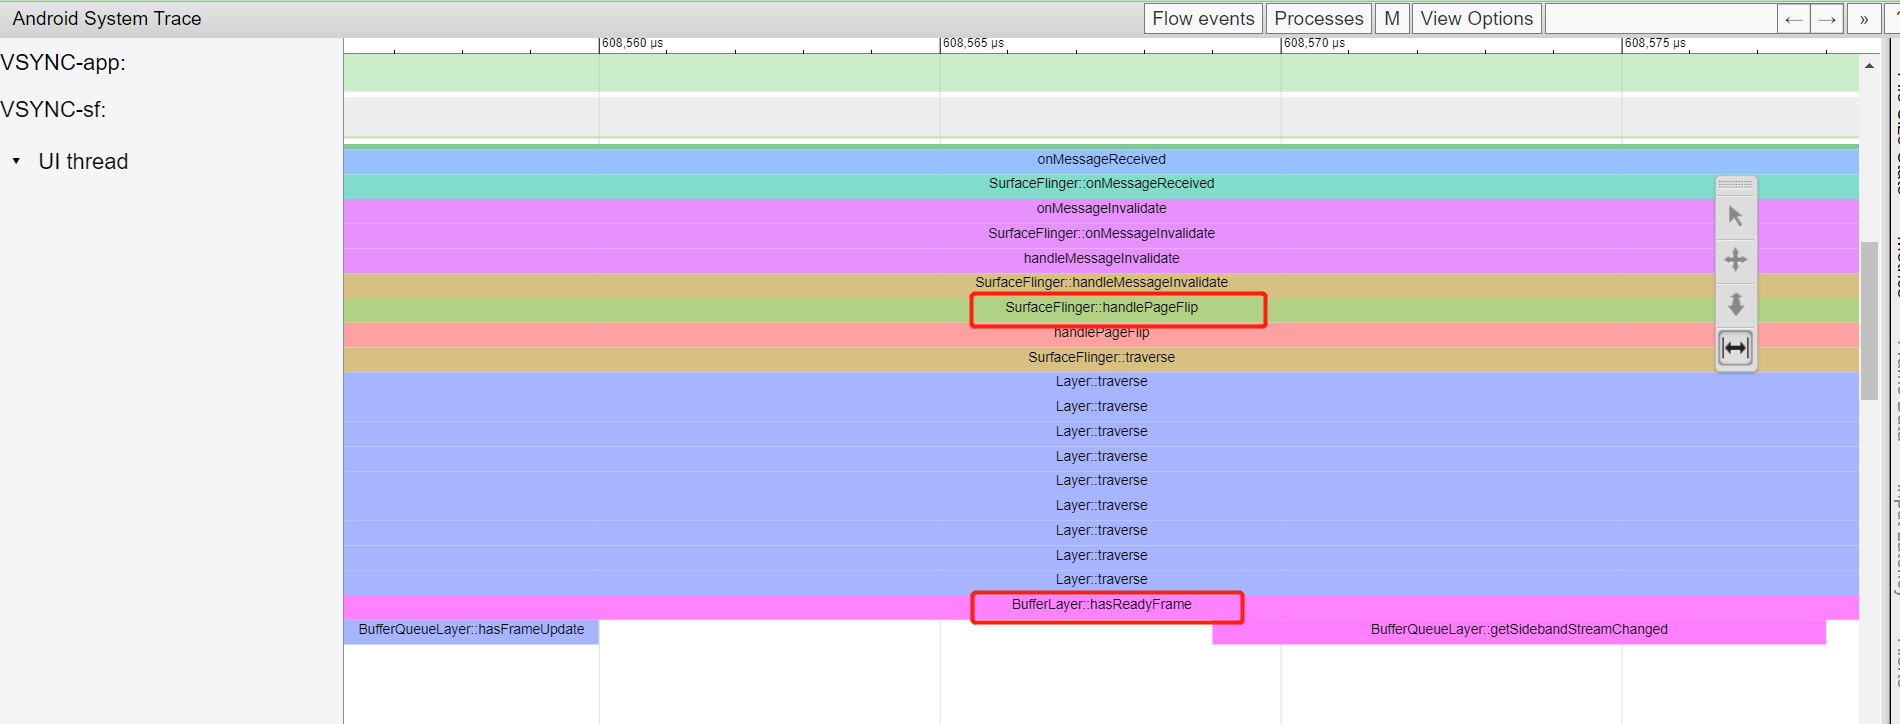 Android System Trace
Flow events Processes M View Options ← → »
608,560 µs 608,565 µs 608,570 µs 608,575 µs
VSYNC-app:
VSYNC-sf:
UI thread
onMessageReceived
SurfaceFlinger::onMessageReceived
onMessageInvalidate
SurfaceFlinger::onMessageInvalidate
handleMessageInvalidate
SurfaceFlinger::handleMessageInvalidate
SurfaceFlinger::handlePageFlip
handlePageFlip
SurfaceFlinger::traverse
Layer::traverse
Layer::traverse
Layer::traverse
Layer::traverse
Layer::traverse
Layer::traverse
Layer::traverse
Layer::traverse
Layer::traverse
BufferLayer::hasReadyFrame
BufferQueueLayer::hasFrameUpdate BufferQueueLayer::getSidebandStreamChanged